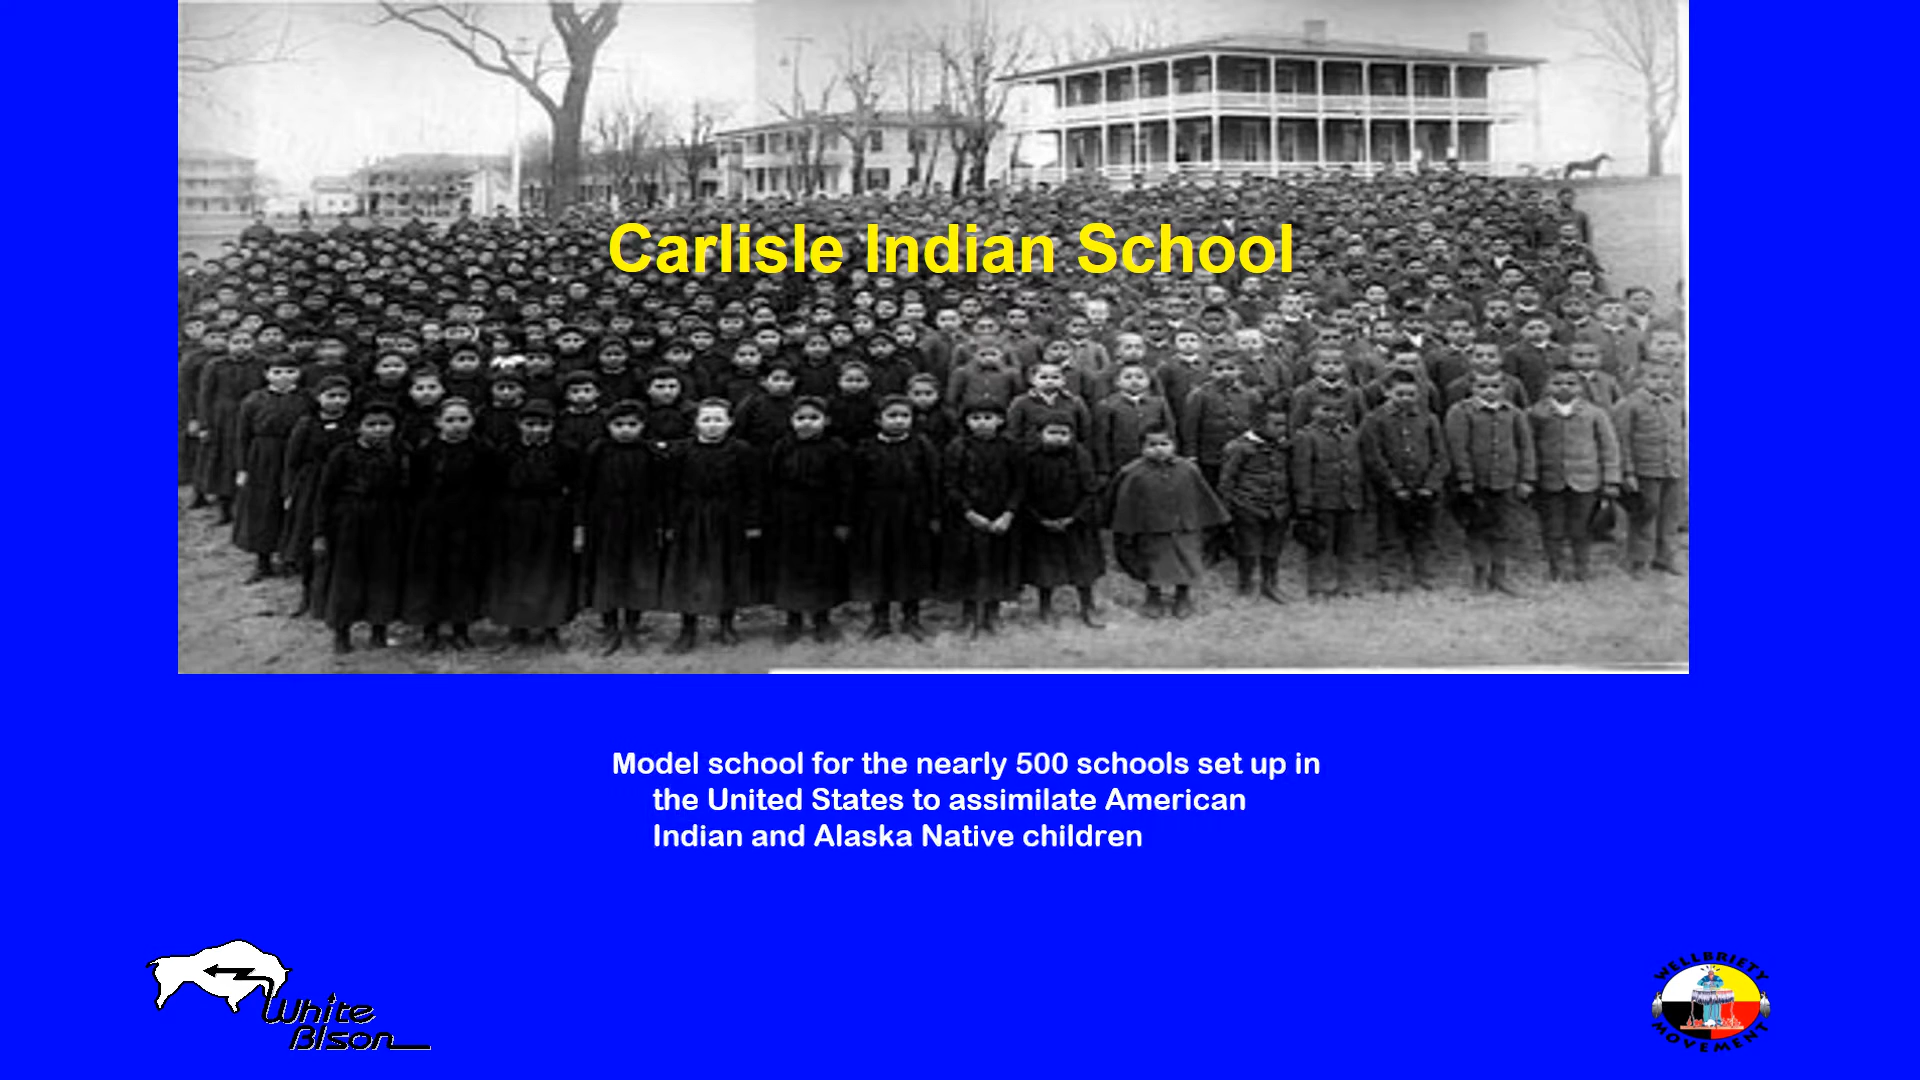 Carlisle Indian School
Model school for the nearly 500 schools set up in
the United States to assimilate American
Indian and Alaska Native children
White
Bison
WELLBRIETY
MOVEMENT